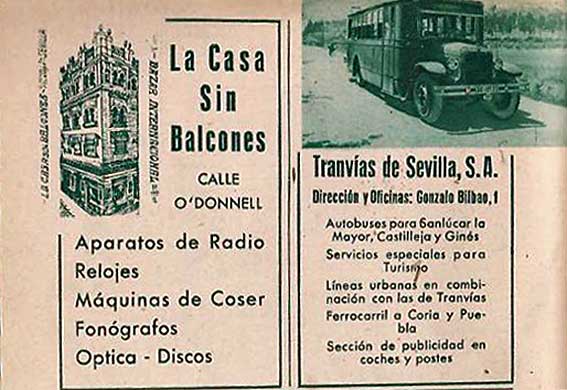 La Casa
Sin
Balcones
CALLE
O'DONNELL
BAZAR INTERNACIONAL
Aparatos de Radio
Relojes
Máquinas de Coser
Fonógrafos
Optica - Discos
Tranvías de Sevilla, S.A.
Dirección y Oficinas: Gonzalo Bilbao, 1
Autobuses para Sanlúcar la
Mayor, Castilleja y Ginés
Servicios especiales para
Turismo
Líneas urbanas en combi-
nación con las de Tranvías
Ferrocarril a Coria y Pue-
bla
Sección de publicidad en
coches y postes